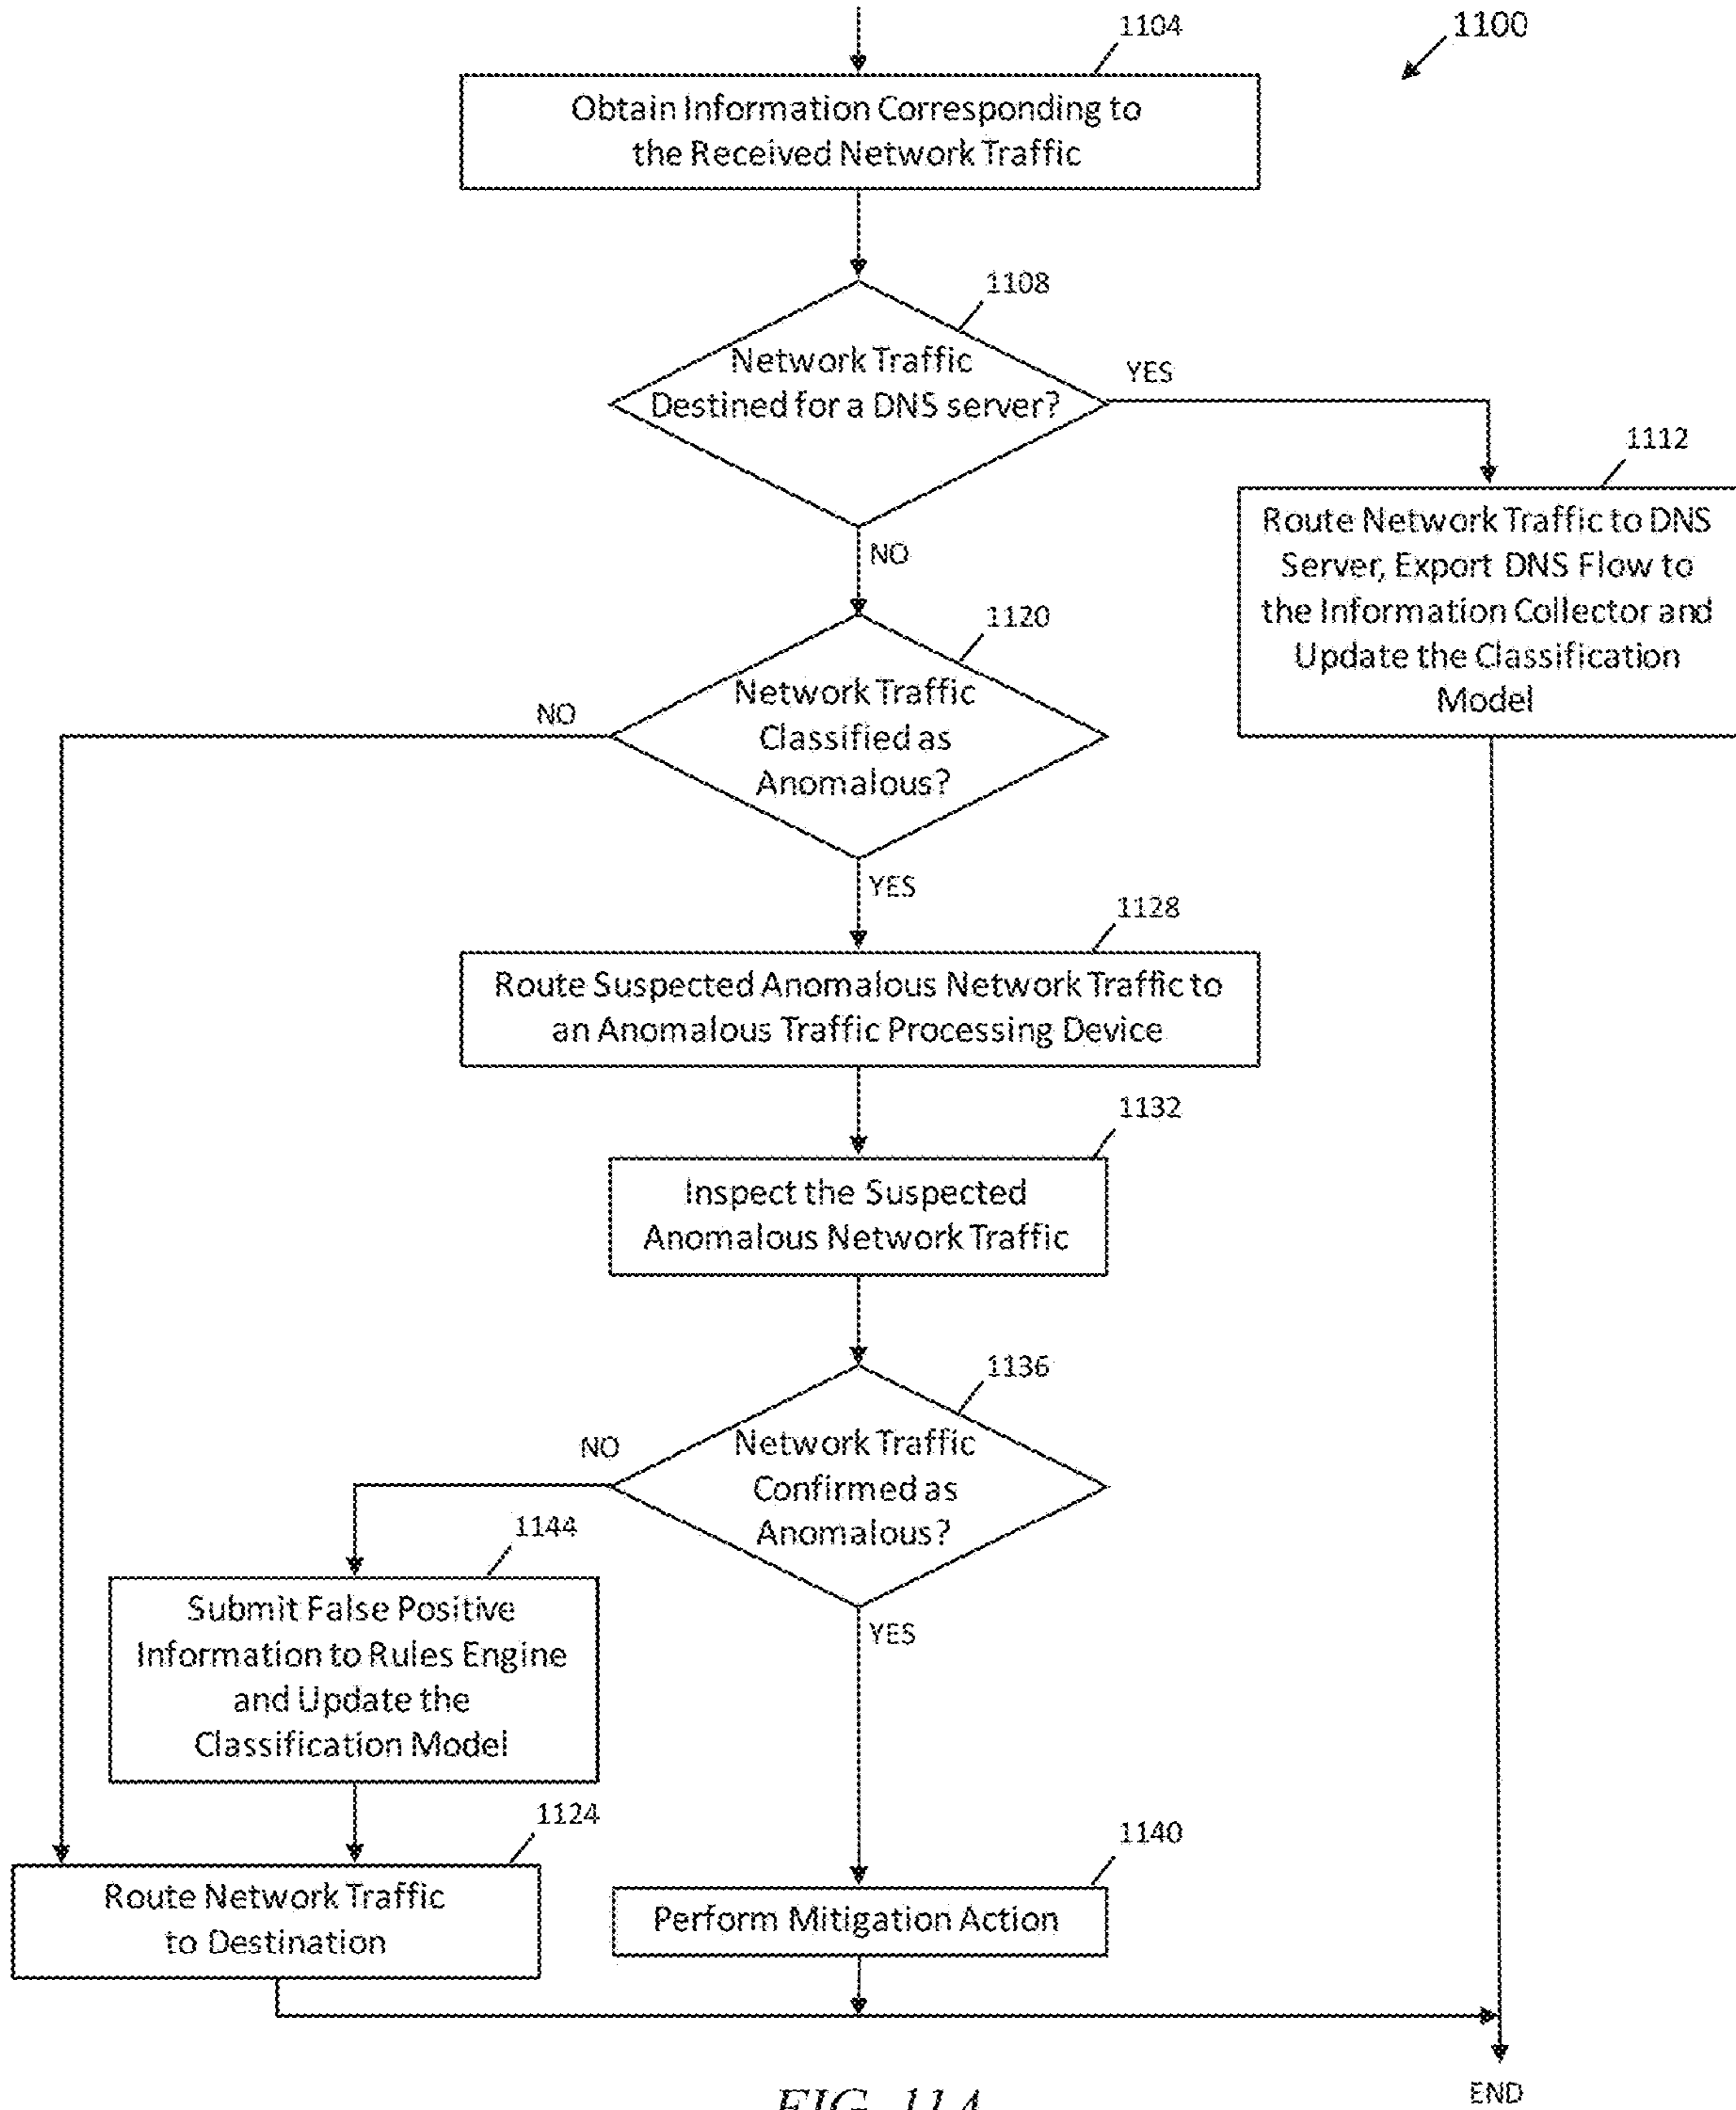 1104
1100
Obtain Information Corresponding to
the Received Network Traffic
1108
Network Traffic
Destined for a DNS server?
YES
NO
1112
Route Network Traffic to DNS
Server, Export DNS Flow to
the Information Collector and
Update the Classification
Model
1120
Network Traffic
Classified as
Anomalous?
NO
YES
1128
Route Suspected Anomalous Network Traffic to
an Anomalous Traffic Processing Device
1132
Inspect the Suspected
Anomalous Network Traffic
1136
Network Traffic
Confirmed as
Anomalous?
NO
YES
1144
Submit False Positive
Information to Rules Engine
and Update the
Classification Model
1124
Route Network Traffic
to Destination
1140
Perform Mitigation Action
END
FIG. 11A